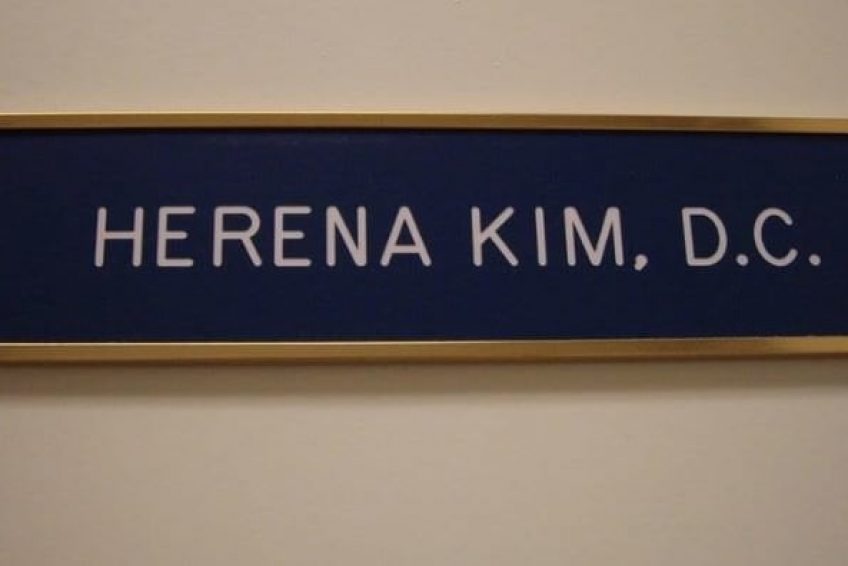 HERENA KIM, D.C.